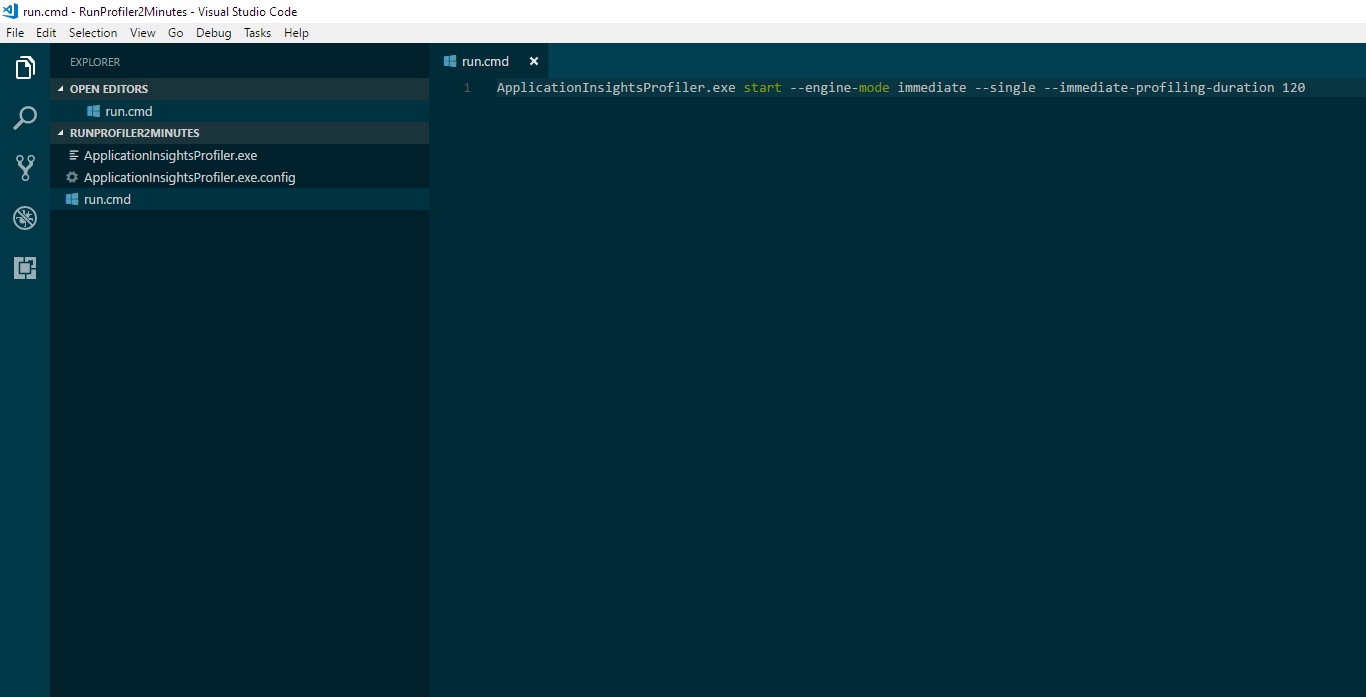 run.cmd - RunProfiler2Minutes - Visual Studio Code
File Edit Selection View Go Debug Tasks Help
EXPLORER
OPEN EDITORS
run.cmd
RUNPROFILER2MINUTES
ApplicationInsightsProfiler.exe
ApplicationInsightsProfiler.exe.config
run.cmd
run.cmd
1 ApplicationInsightsProfiler.exe start --engine-mode immediate --single --immediate-profiling-duration 120